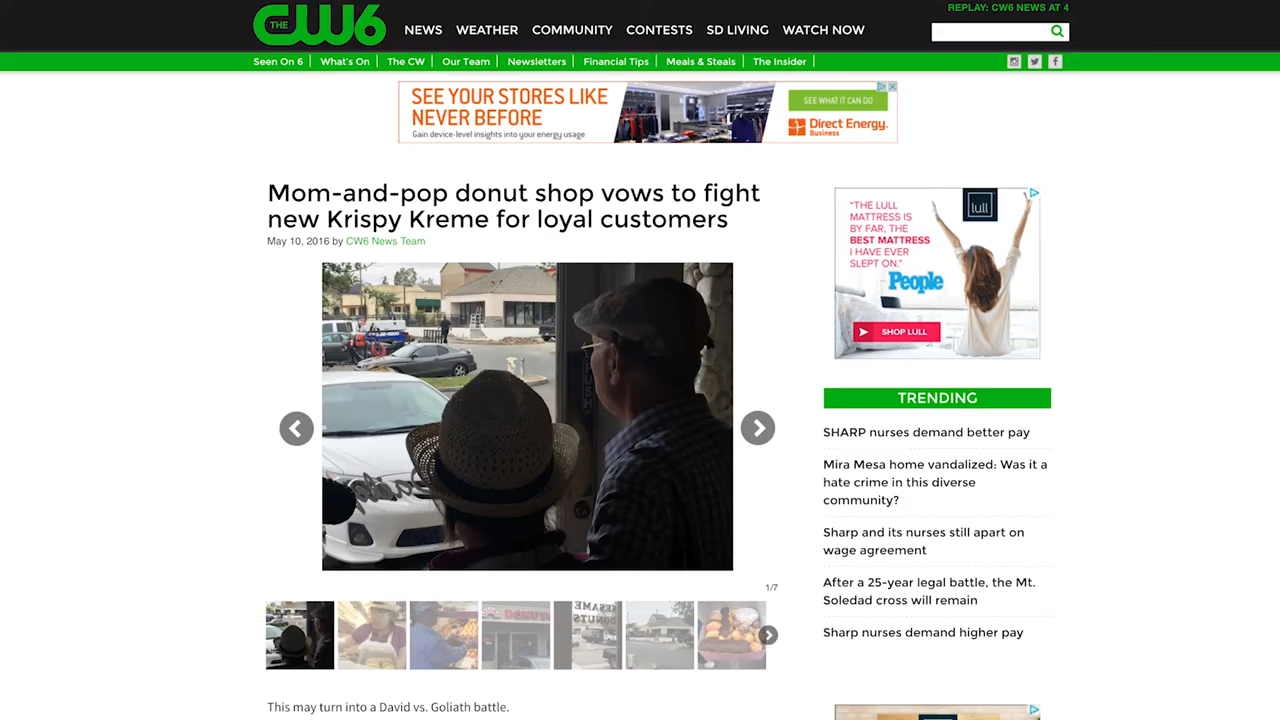 REPLAY: CW6 NEWS AT 4
THE CW6
NEWS WEATHER COMMUNITY CONTESTS SD LIVING WATCH NOW
Seen On 6 What's On The CW Our Team Newsletters Financial Tips Meals & Steals The Insider
SEE YOUR STORES LIKE
NEVER BEFORE
Gain device-level insights into your energy usage
SEE WHAT IT CAN DO
Direct Energy.
Business
Mom-and-pop donut shop vows to fight
new Krispy Kreme for loyal customers
May 10, 2016 by CW6 News Team
PUSH
1/7
DONUTS
SESAME
DONUTS
This may turn into a David vs. Goliath battle.
"THE LULL
MATTRESS IS
BY FAR, THE
BEST MATTRESS
I HAVE EVER
SLEPT ON."
People
lull
SHOP LULL
TRENDING
SHARP nurses demand better pay
Mira Mesa home vandalized: Was it a
hate crime in this diverse
community?
Sharp and its nurses still apart on
wage agreement
After a 25-year legal battle, the Mt.
Soledad cross will remain
Sharp nurses demand higher pay